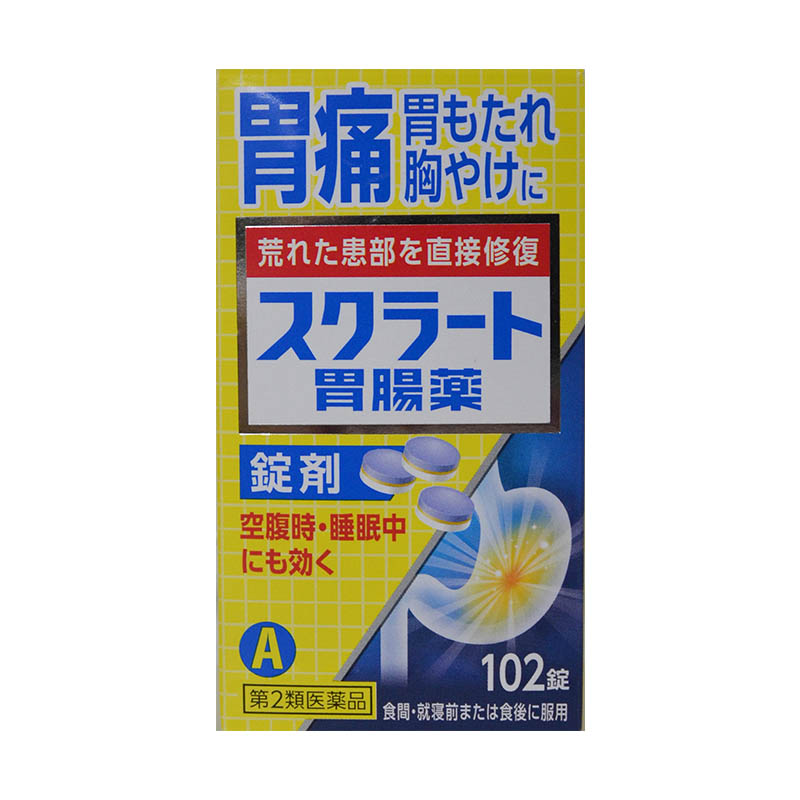 胃痛
胃もたれ
胸やけに
荒れた患部を直接修復
スクラート
胃腸薬
錠剤
空腹時・睡眠中
にも効く
A
第2類医薬品
102錠
食間・就寝前または食後に服用